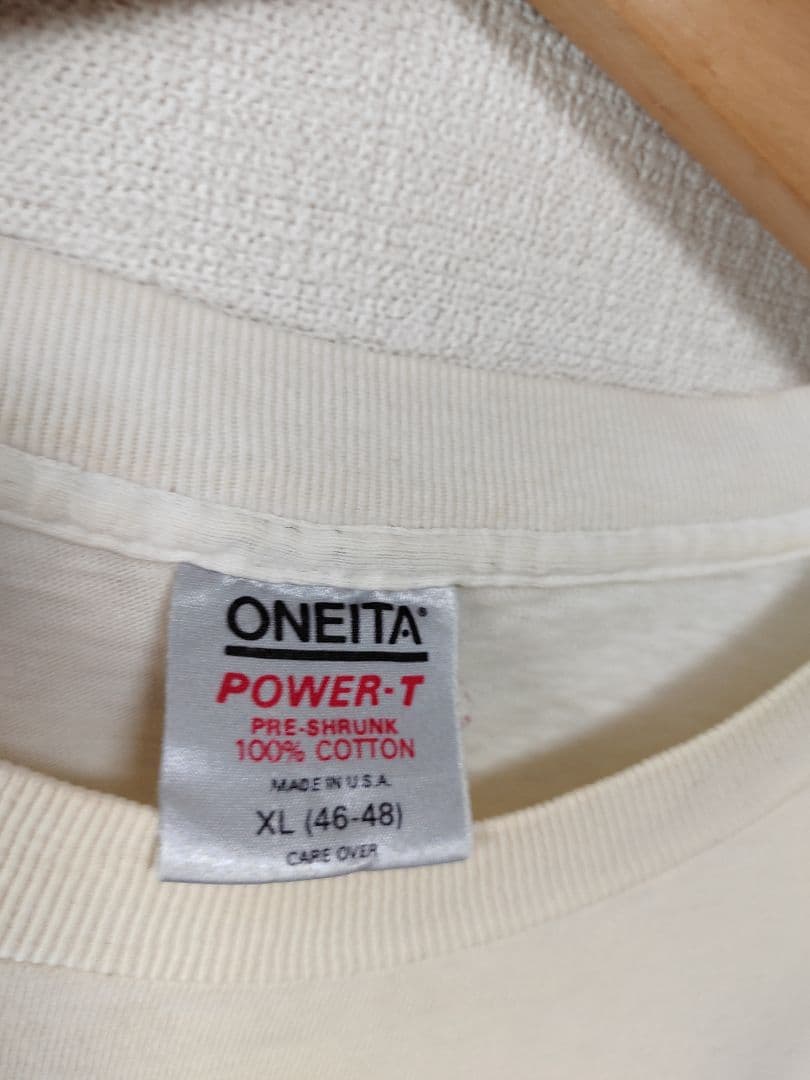 ONEITA®
POWER-T
PRE-SHRUNK
100% COTTON
MADE IN U.S.A.
XL (46-48)
CARE OVER